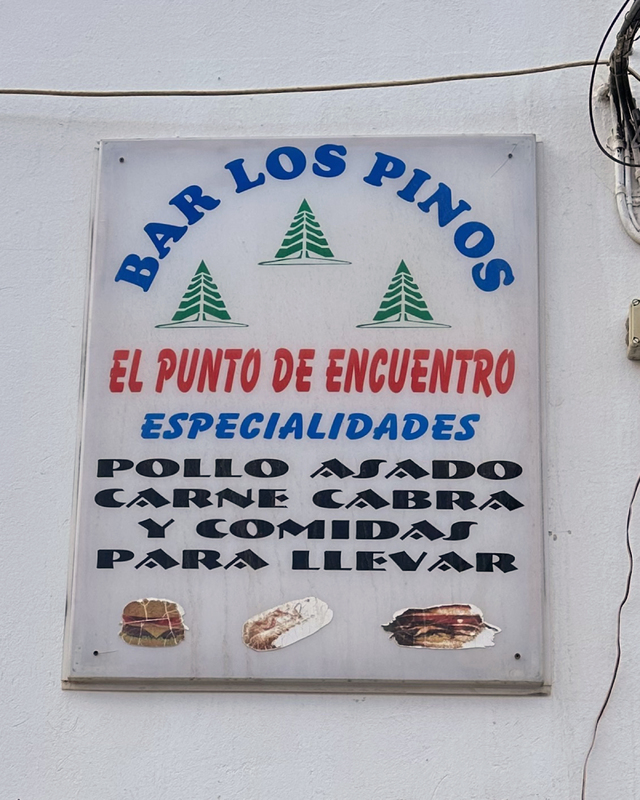 BAR LOS PINOS
EL PUNTO DE ENCUENTRO
ESPECIALIDADES
POLLO ASADO
CARNE CABRA
Y COMIDAS
PARA LLEVAR